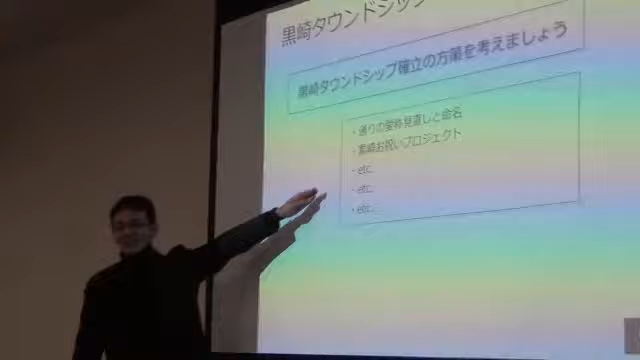 黒崎タウンドシップ
黒崎タウンドシップ確立の方策を考えましょう
・通りの愛称見直しと命名
・黒崎お祝いプロジェクト
・etc.
・etc.
・etc.